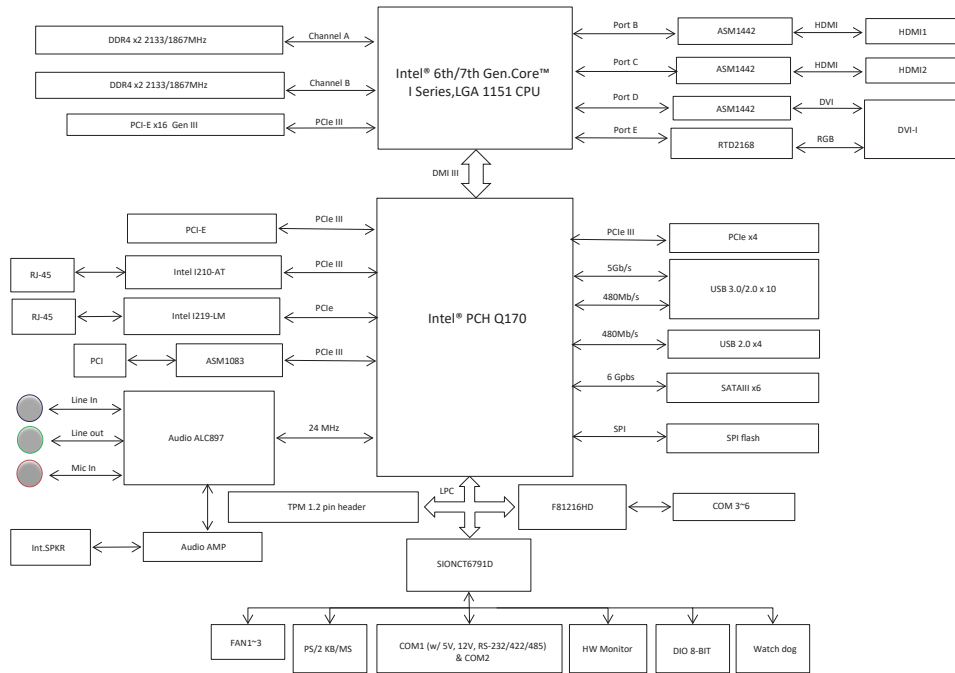 DDR4 x2 2133/1867MHz
Channel A
Intel® 6th/7th Gen.Core™
I Series,LGA 1151 CPU
Port B
ASM1442
HDMI
HDMI1
DDR4 x2 2133/1867MHz
Channel B
Port C
ASM1442
HDMI
HDMI2
PCI-E x16 Gen III
PCIe III
Port D
ASM1442
DVI
DVI-I
Port E
RTD2168
RGB
DMI III
PCI-E
PCIe III
Intel® PCH Q170
PCIe III
PCIe x4
RJ-45
Intel I210-AT
PCIe III
5Gb/s
USB 3.0/2.0 x 10
480Mb/s
RJ-45
Intel I219-LM
PCIe
480Mb/s
USB 2.0 x4
PCI
ASM1083
PCIe III
6 Gpbs
SATAIII x6
Line In
Line out
Mic In
Audio ALC897
24 MHz
SPI
SPI flash
LPC
TPM 1.2 pin header
F81216HD
COM 3~6
Int.SPKR
Audio AMP
SIONCT6791D
FAN1~3
PS/2 KB/MS
COM1 (w/ 5V, 12V, RS-232/422/485)
& COM2
HW Monitor
DIO 8-BIT
Watch dog